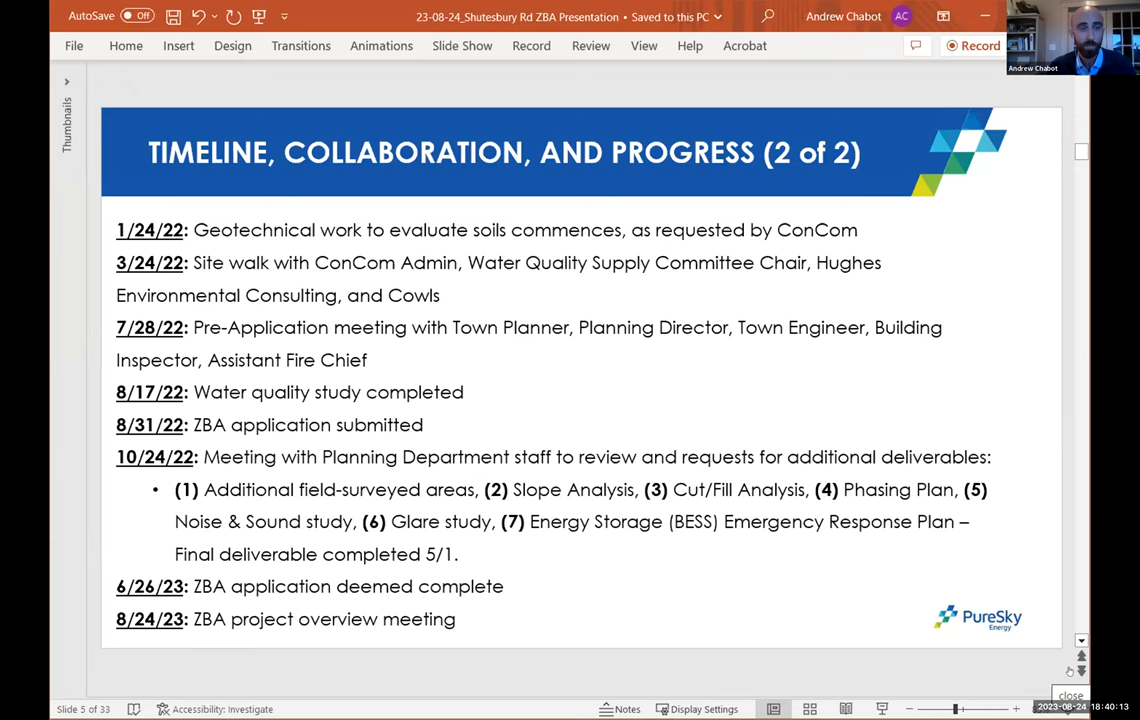 AutoSave Off 23-08-24_Shutesbury Rd ZBA Presentation • Saved to this PC Andrew Chabot AC
File Home Insert Design Transitions Animations Slide Show Record Review View Help Acrobat Record
Andrew Chabot
Thumbnails
TIMELINE, COLLABORATION, AND PROGRESS (2 of 2)
1/24/22: Geotechnical work to evaluate soils commences, as requested by ConCom
3/24/22: Site walk with ConCom Admin, Water Quality Supply Committee Chair, Hughes
Environmental Consulting, and Cowls
7/28/22: Pre-Application meeting with Town Planner, Planning Director, Town Engineer, Building
Inspector, Assistant Fire Chief
8/17/22: Water quality study completed
8/31/22: ZBA application submitted
10/24/22: Meeting with Planning Department staff to review and requests for additional deliverables:
• (1) Additional field-surveyed areas, (2) Slope Analysis, (3) Cut/Fill Analysis, (4) Phasing Plan, (5)
Noise & Sound study, (6) Glare study, (7) Energy Storage (BESS) Emergency Response Plan –
Final deliverable completed 5/1.
6/26/23: ZBA application deemed complete
8/24/23: ZBA project overview meeting
PureSky
Energy
close
Slide 5 of 33 Accessibility: Investigate Notes Display Settings
2023-08-24 18:40:13